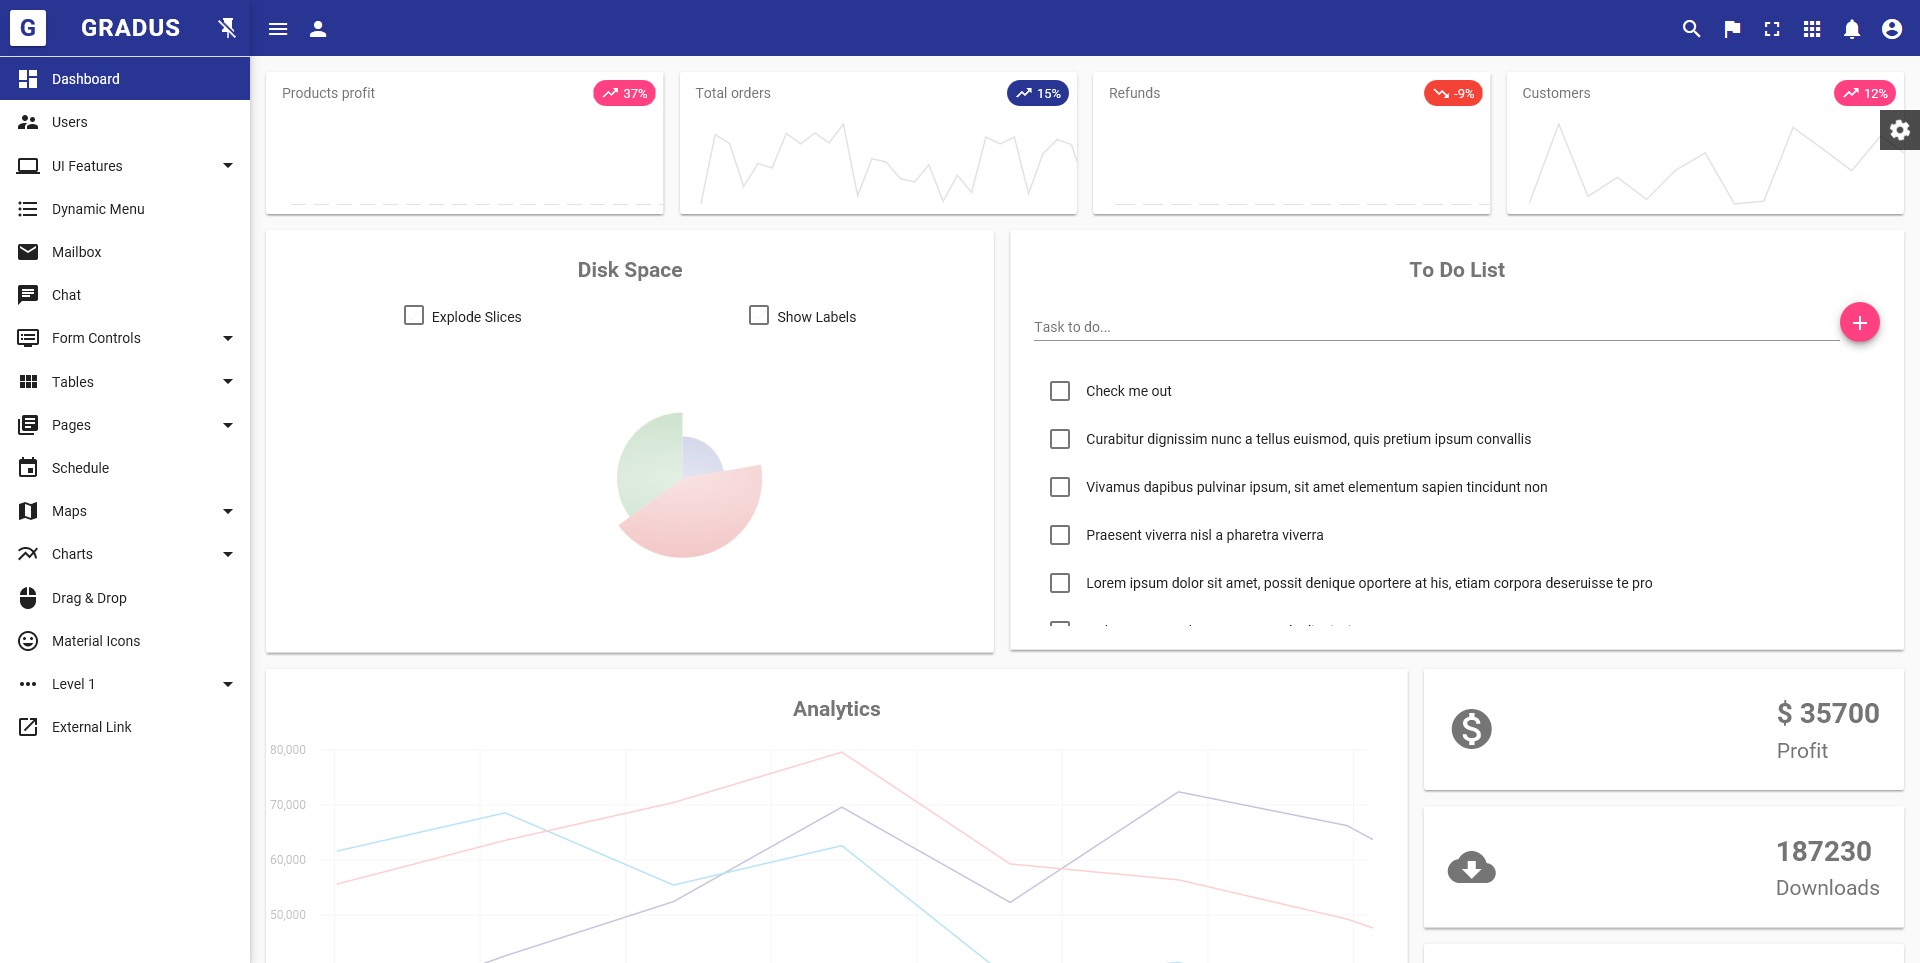 G GRADUS
Dashboard
Users
UI Features
Dynamic Menu
Mailbox
Chat
Form Controls
Tables
Pages
Schedule
Maps
Charts
Drag & Drop
Material Icons
Level 1
External Link
Products profit 37%
Total orders 15%
Refunds -9%
Customers 12%
Disk Space
Explode Slices Show Labels
To Do List
Task to do...
Check me out
Curabitur dignissim nunc a tellus euismod, quis pretium ipsum convallis
Vivamus dapibus pulvinar ipsum, sit amet elementum sapien tincidunt non
Praesent viverra nisl a pharetra viverra
Lorem ipsum dolor sit amet, possit denique oportere at his, etiam corpora deseruisse te pro
Analytics
80,000
70,000
60,000
50,000
$ 35700
Profit
187230
Downloads